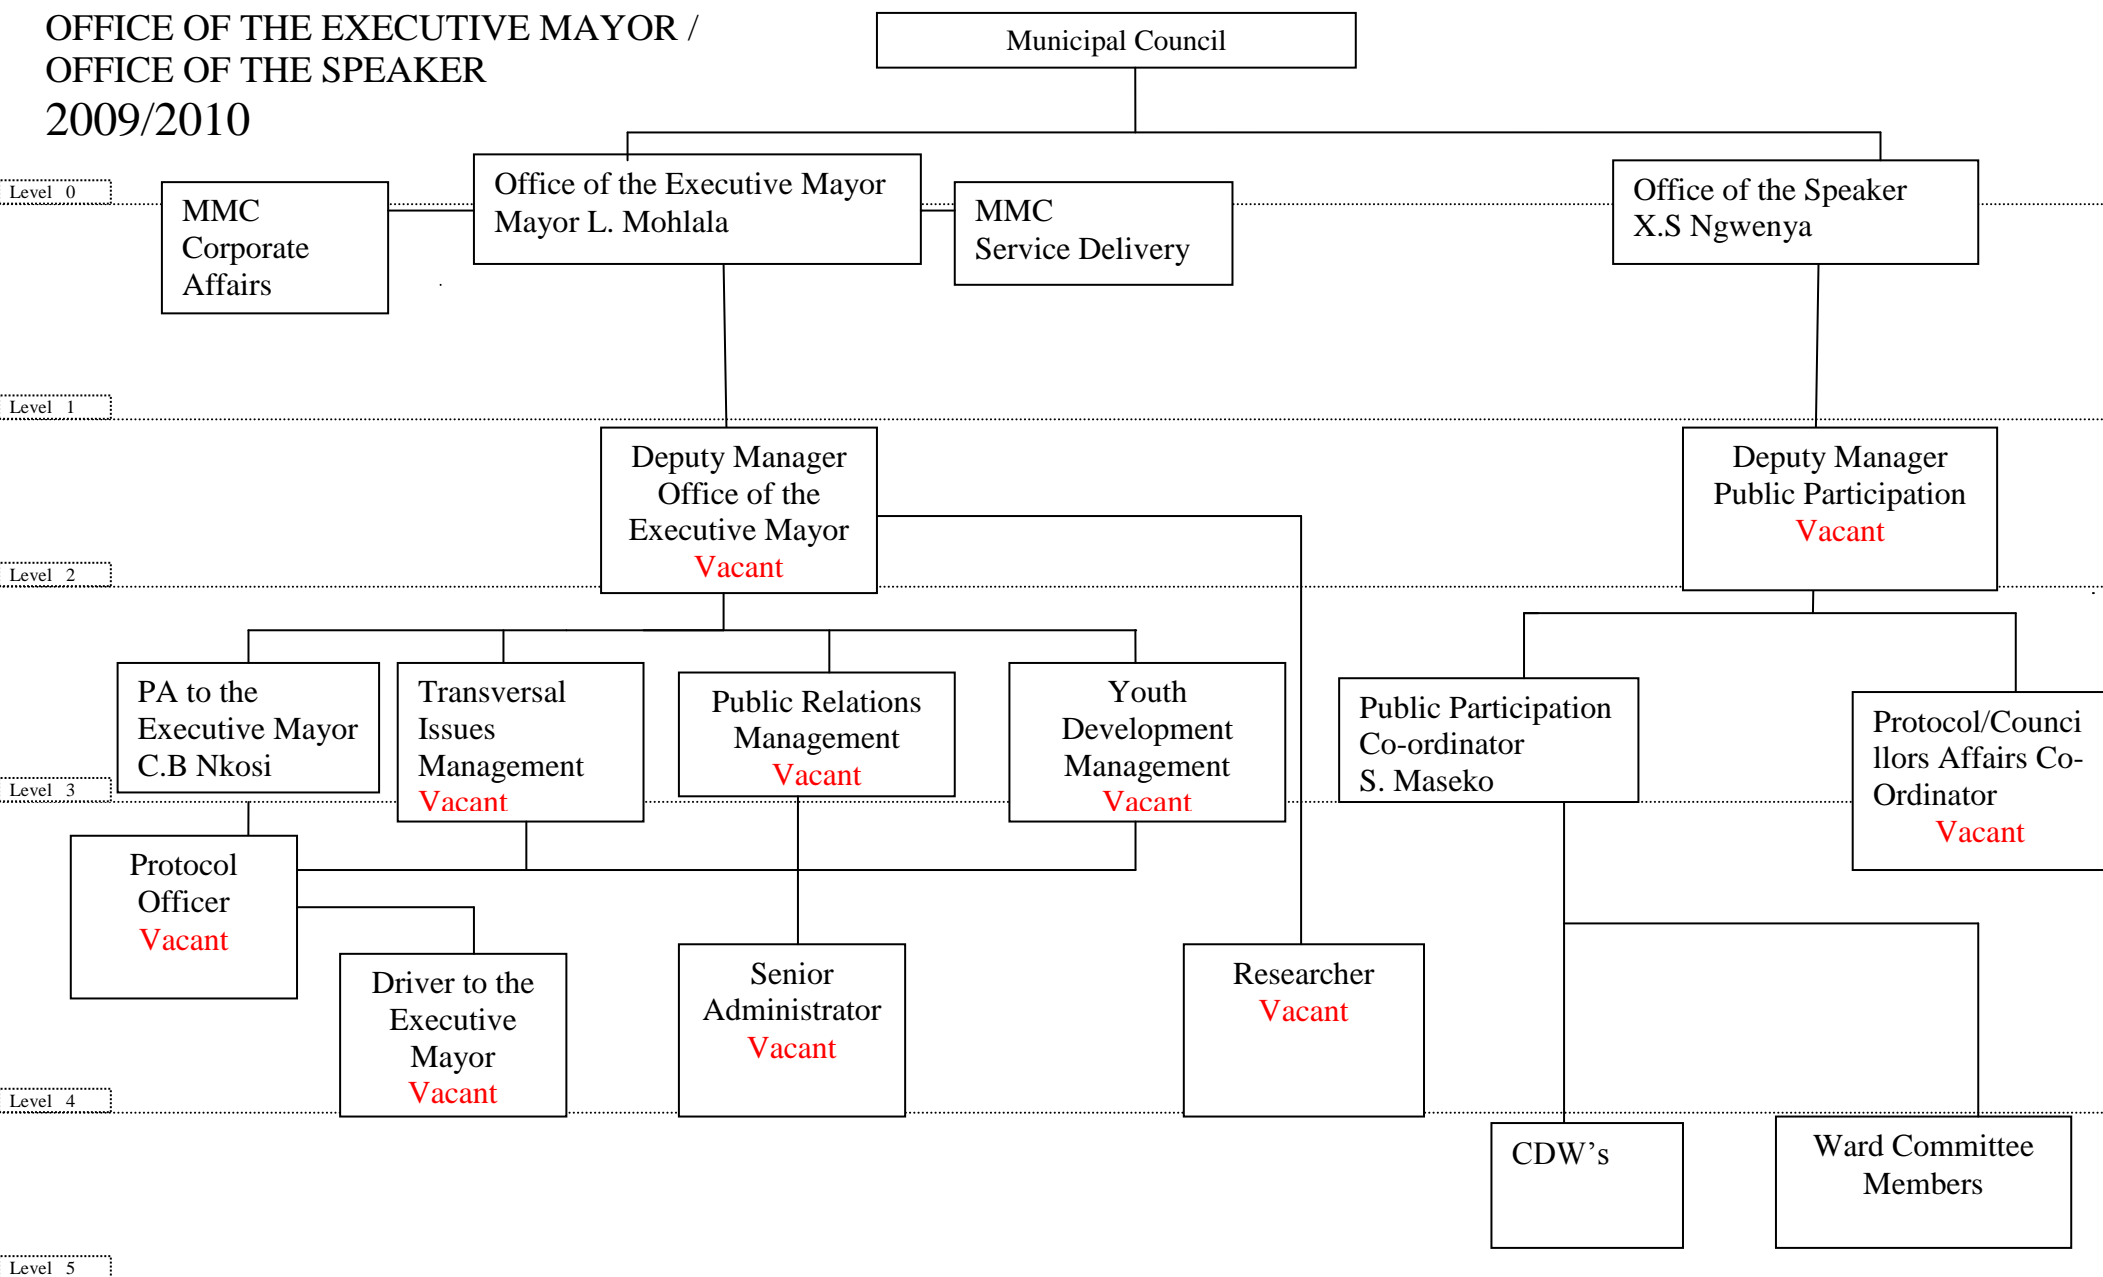 OFFICE OF THE EXECUTIVE MAYOR /
OFFICE OF THE SPEAKER
2009/2010
Municipal Council
Level 0
MMC
Corporate
Affairs
Office of the Executive Mayor
Mayor L. Mohlala
MMC
Service Delivery
Office of the Speaker
X.S Ngwenya
Level 1
Deputy Manager
Office of the
Executive Mayor
Vacant
Deputy Manager
Public Participation
Vacant
Level 2
PA to the
Executive Mayor
C.B Nkosi
Transversal
Issues
Management
Vacant
Public Relations
Management
Vacant
Youth
Development
Management
Vacant
Public Participation
Co-ordinator
S. Maseko
Protocol/Counci
llors Affairs Co-
Ordinator
Vacant
Level 3
Protocol
Officer
Vacant
Driver to the
Executive
Mayor
Vacant
Senior
Administrator
Vacant
Researcher
Vacant
Level 4
CDW’s
Ward Committee
Members
Level 5